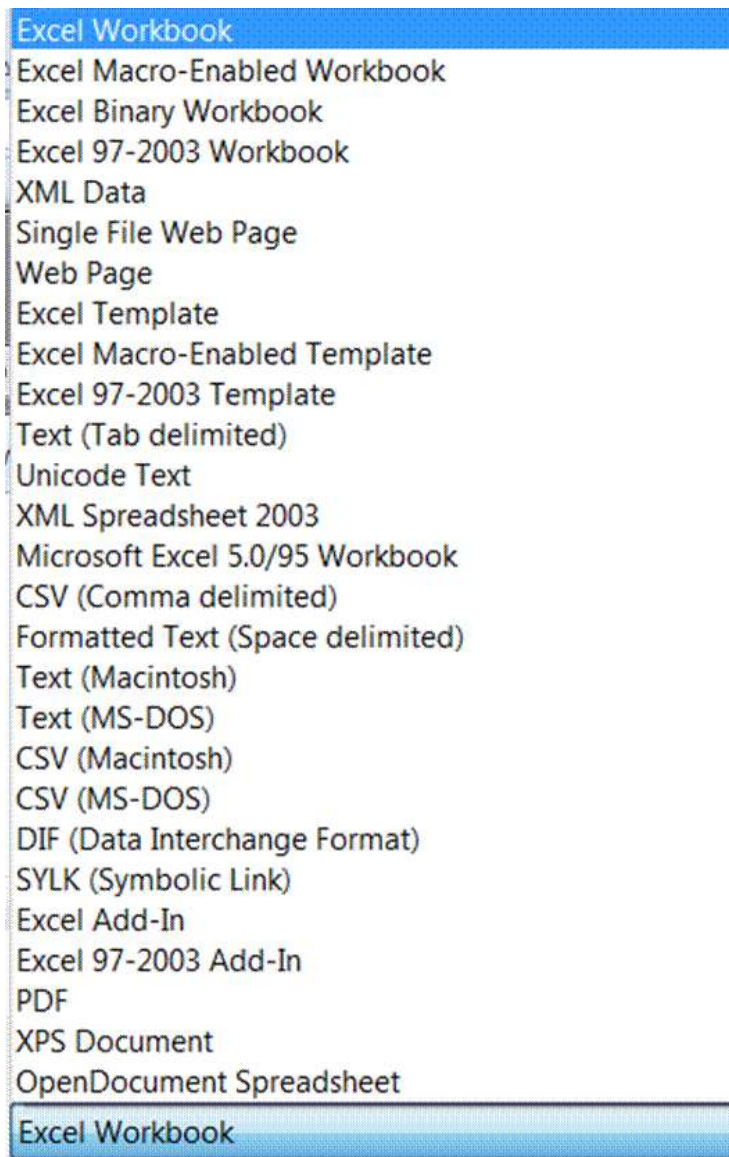 Excel Workbook
Excel Macro-Enabled Workbook
Excel Binary Workbook
Excel 97-2003 Workbook
XML Data
Single File Web Page
Web Page
Excel Template
Excel Macro-Enabled Template
Excel 97-2003 Template
Text (Tab delimited)
Unicode Text
XML Spreadsheet 2003
Microsoft Excel 5.0/95 Workbook
CSV (Comma delimited)
Formatted Text (Space delimited)
Text (Macintosh)
Text (MS-DOS)
CSV (Macintosh)
CSV (MS-DOS)
DIF (Data Interchange Format)
SYLK (Symbolic Link)
Excel Add-In
Excel 97-2003 Add-In
PDF
XPS Document
OpenDocument Spreadsheet
Excel Workbook